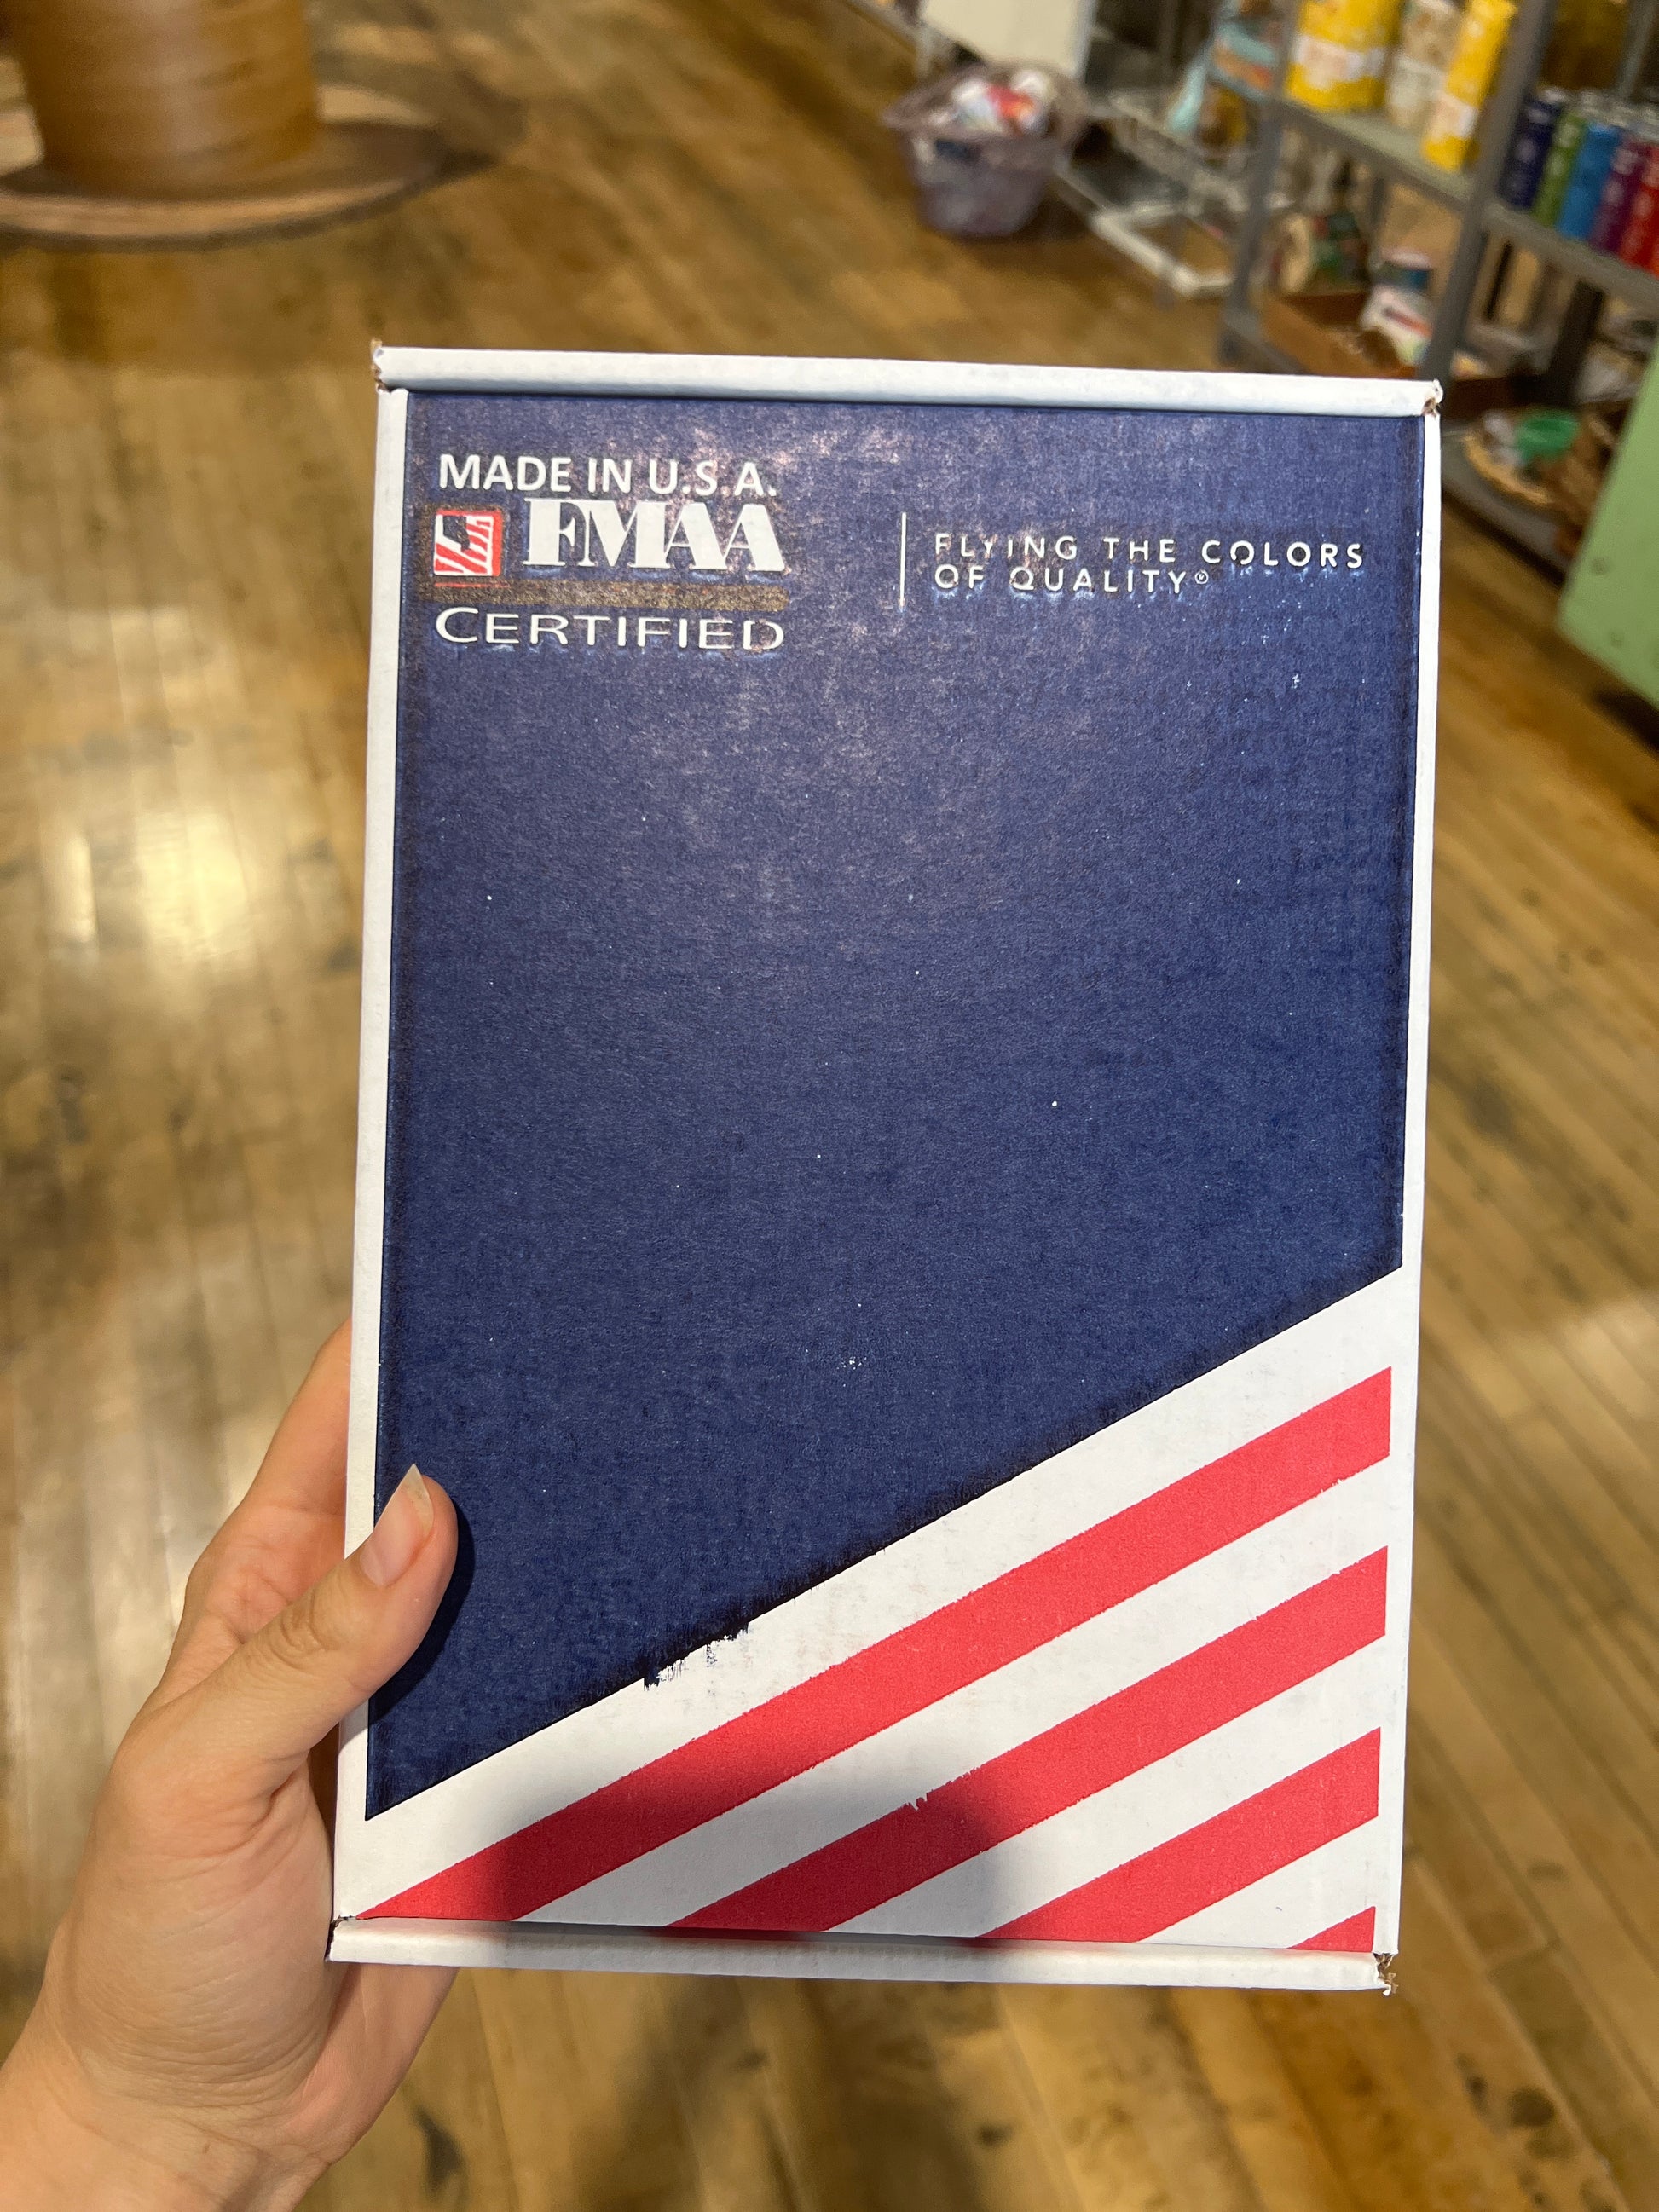 MADE IN U.S.A.
FMAA
CERTIFIED
FLYING THE COLORS
OF QUALITY®